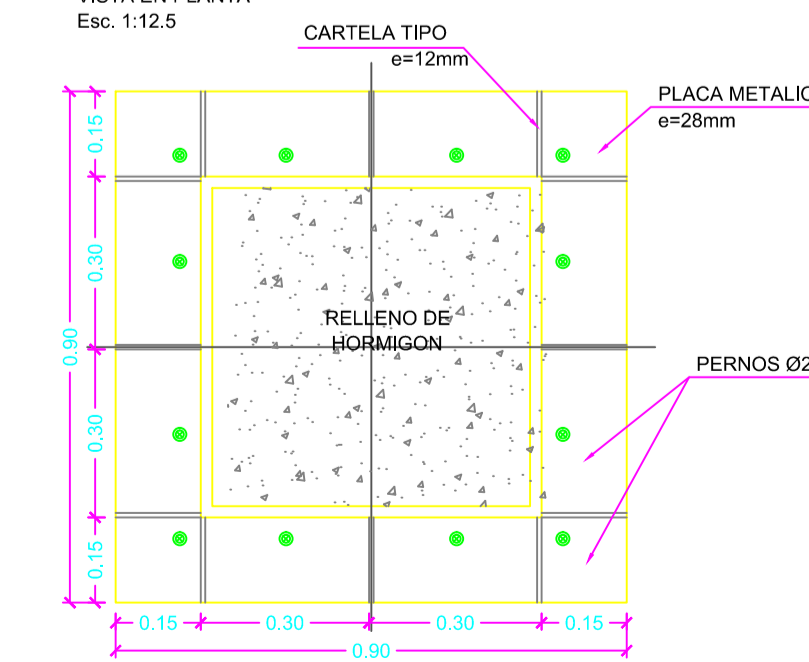 Esc. 1:12.5
CARTELA TIPO
e=12mm
PLACA METALIC
e=28mm
0.15
0.30
0.90
0.30
0.15
RELLENO DE
HORMIGON
PERNOS Ø2
0.15 0.30 0.30 0.15
0.90